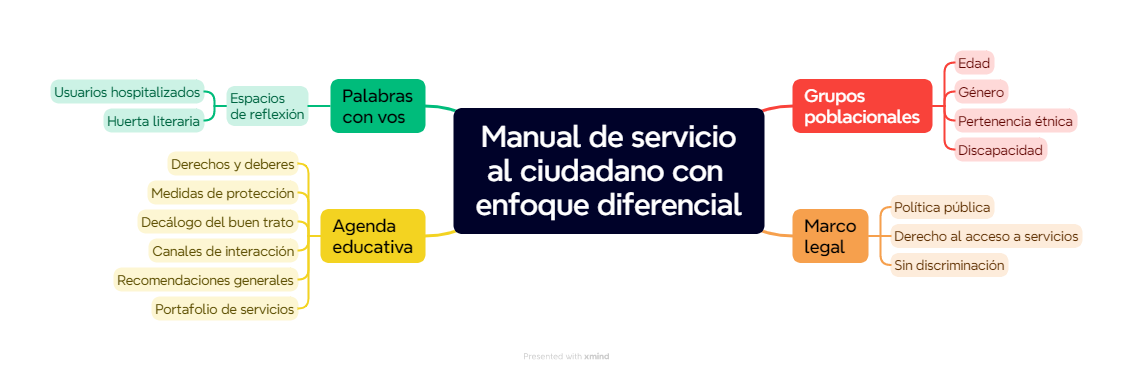 Manual de servicio
al ciudadano con
enfoque diferencial
Palabras
con vos
Espacios
de reflexión
Usuarios hospitalizados
Huerta literaria
Agenda
educativa
Derechos y deberes
Medidas de protección
Decálogo del buen trato
Canales de interacción
Recomendaciones generales
Portafolio de servicios
Grupos
poblacionales
Edad
Género
Pertenencia étnica
Discapacidad
Marco
legal
Política pública
Derecho al acceso a servicios
Sin discriminación
Presented with xmind